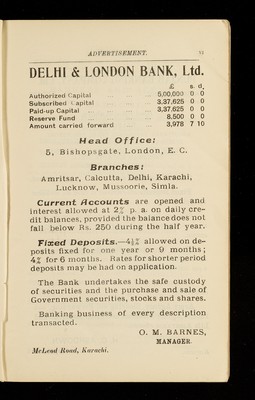 ADVERTISEMENT.
DELHI & LONDON BANK, Ltd.
£ s. d.
Authorized Capital ... ... ... 5,00,000 0 0
Subscribed Capital ... ... 3,37,625 0 0
Paid-up Capital ... ... ... 3,37,625 0 0
Reserve Fund ... ... ... 8,500 0 0
Amount carried forward ... 3,978 7 10
Head Office:
5, Bishopsgate, London, E. C.
Branches:
Amritsar, Calcutta, Delhi, Karachi,
Lucknow, Mussoorie, Simla.
Current Accounts are opened and
interest allowed at 2% p. a. on daily cre-
dit balances, provided the balance does not
fall below Rs. 250 during the half year.
Fixed Deposits.—4½% allowed on de-
posits fixed for one year or 9 months;
4% for 6 months. Rates for shorter period
deposits may be had on application.
The Bank undertakes the safe custody
of securities and the purchase and sale of
Government securities, stocks and shares.
Banking business of every description
transacted.
O. M. BARNES,
MANAGER.
McLeod Road, Karachi.